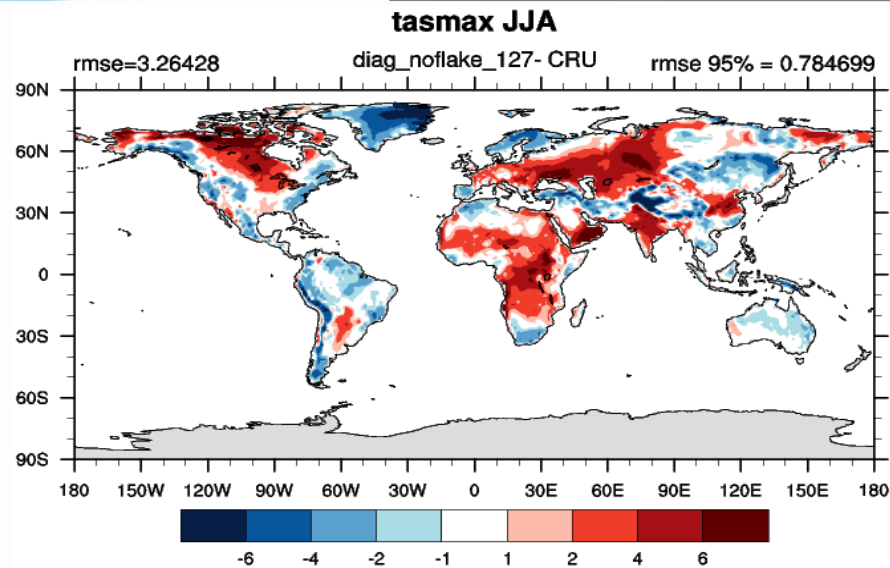 tasmax JJA
rmse=3.26428 diag_noflake_127- CRU rmse 95% = 0.784699
90N
60N
30N
0
30S
60S
90S
180 150W 120W 90W 60W 30W 0 30E 60E 90E 120E 150E 180
-6 -4 -2 -1 1 2 4 6